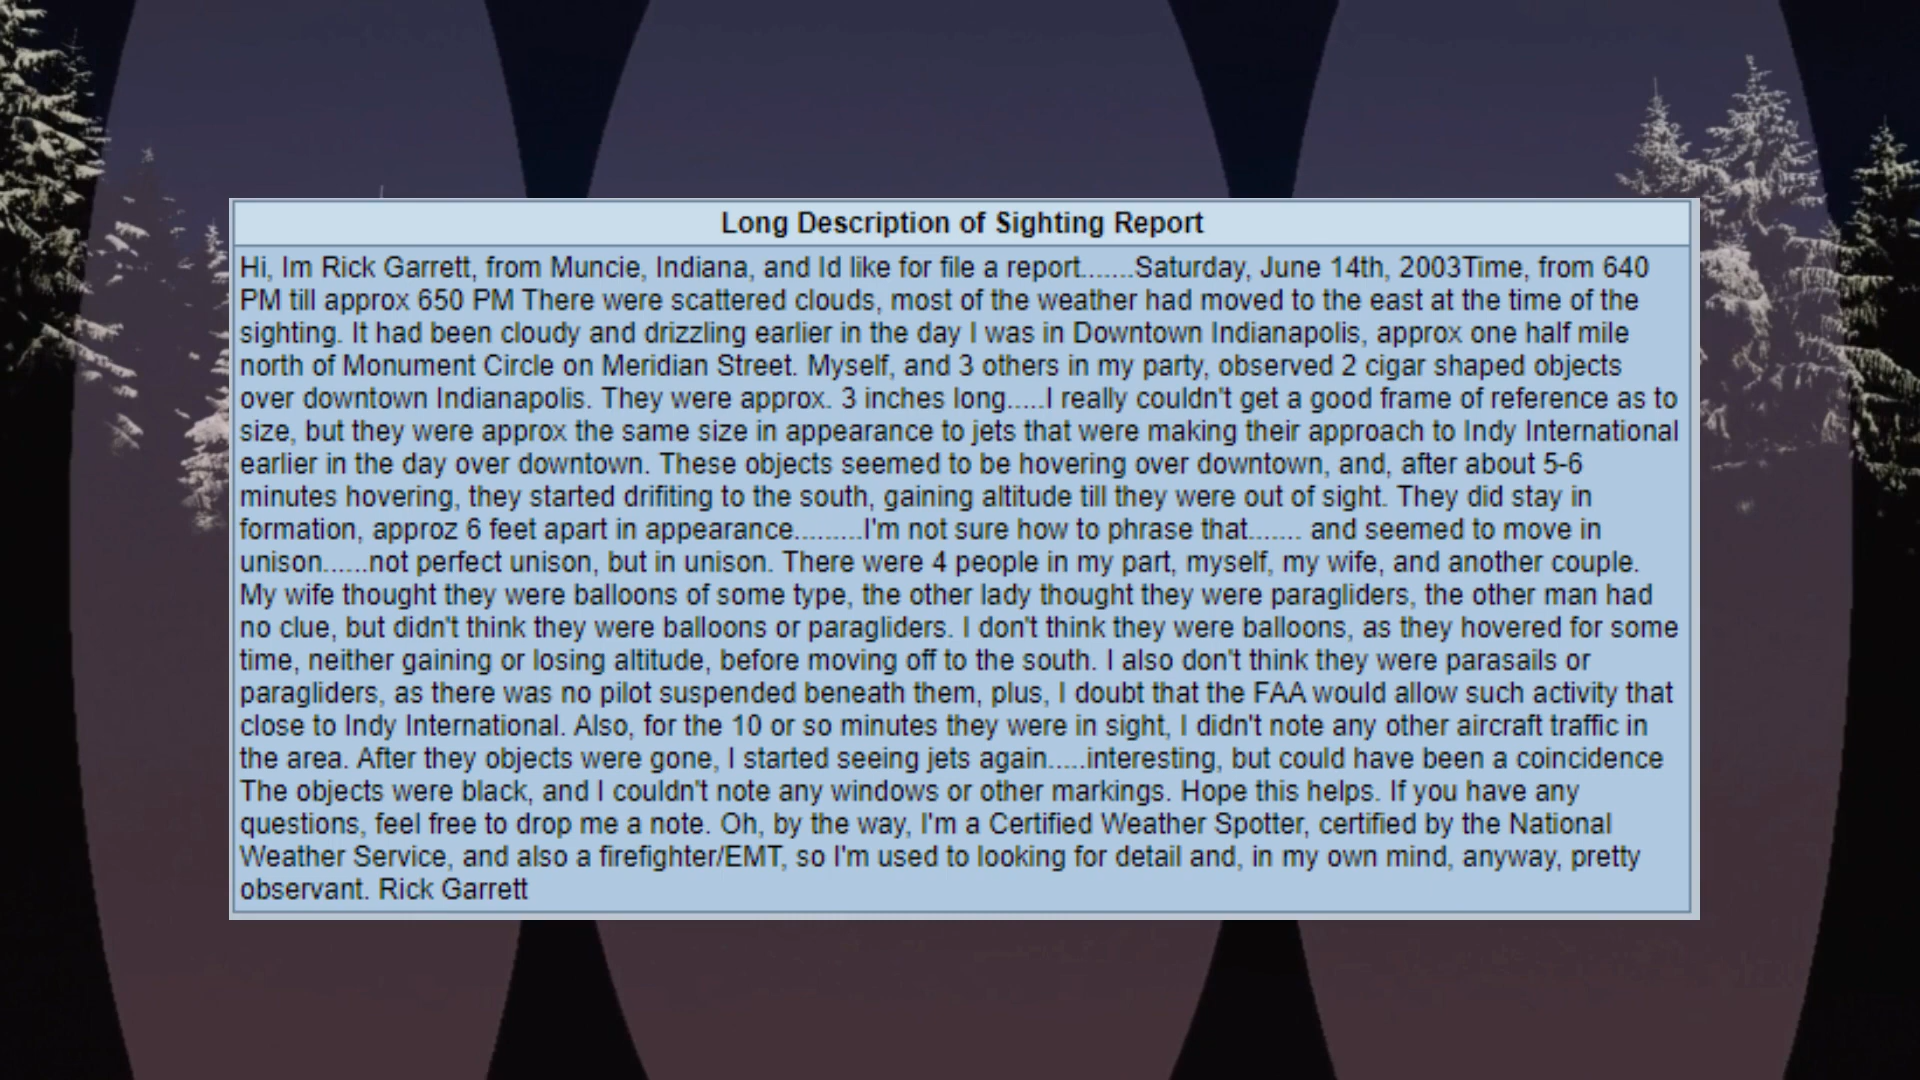 Long Description of Sighting Report
Hi, Im Rick Garrett, from Muncie, Indiana, and Id like for file a report.......Saturday, June 14th, 2003Time, from 640
PM till approx 650 PM There were scattered clouds, most of the weather had moved to the east at the time of the
sighting. It had been cloudy and drizzling earlier in the day I was in Downtown Indianapolis, approx one half mile
north of Monument Circle on Meridian Street. Myself, and 3 others in my party, observed 2 cigar shaped objects
over downtown Indianapolis. They were approx. 3 inches long.....I really couldn't get a good frame of reference as to
size, but they were approx the same size in appearance to jets that were making their approach to Indy International
earlier in the day over downtown. These objects seemed to be hovering over downtown, and, after about 5-6
minutes hovering, they started drifiting to the south, gaining altitude till they were out of sight. They did stay in
formation, approz 6 feet apart in appearance.........I'm not sure how to phrase that....... and seemed to move in
unison......not perfect unison, but in unison. There were 4 people in my part, myself, my wife, and another couple.
My wife thought they were balloons of some type, the other lady thought they were paragliders, the other man had
no clue, but didn't think they were balloons or paragliders. I don't think they were balloons, as they hovered for some
time, neither gaining or losing altitude, before moving off to the south. I also don't think they were parasails or
paragliders, as there was no pilot suspended beneath them, plus, I doubt that the FAA would allow such activity that
close to Indy International. Also, for the 10 or so minutes they were in sight, I didn't note any other aircraft traffic in
the area. After they objects were gone, I started seeing jets again.....interesting, but could have been a coincidence
The objects were black, and I couldn't note any windows or other markings. Hope this helps. If you have any
questions, feel free to drop me a note. Oh, by the way, I'm a Certified Weather Spotter, certified by the National
Weather Service, and also a firefighter/EMT, so I'm used to looking for detail and, in my own mind, anyway, pretty
observant. Rick Garrett